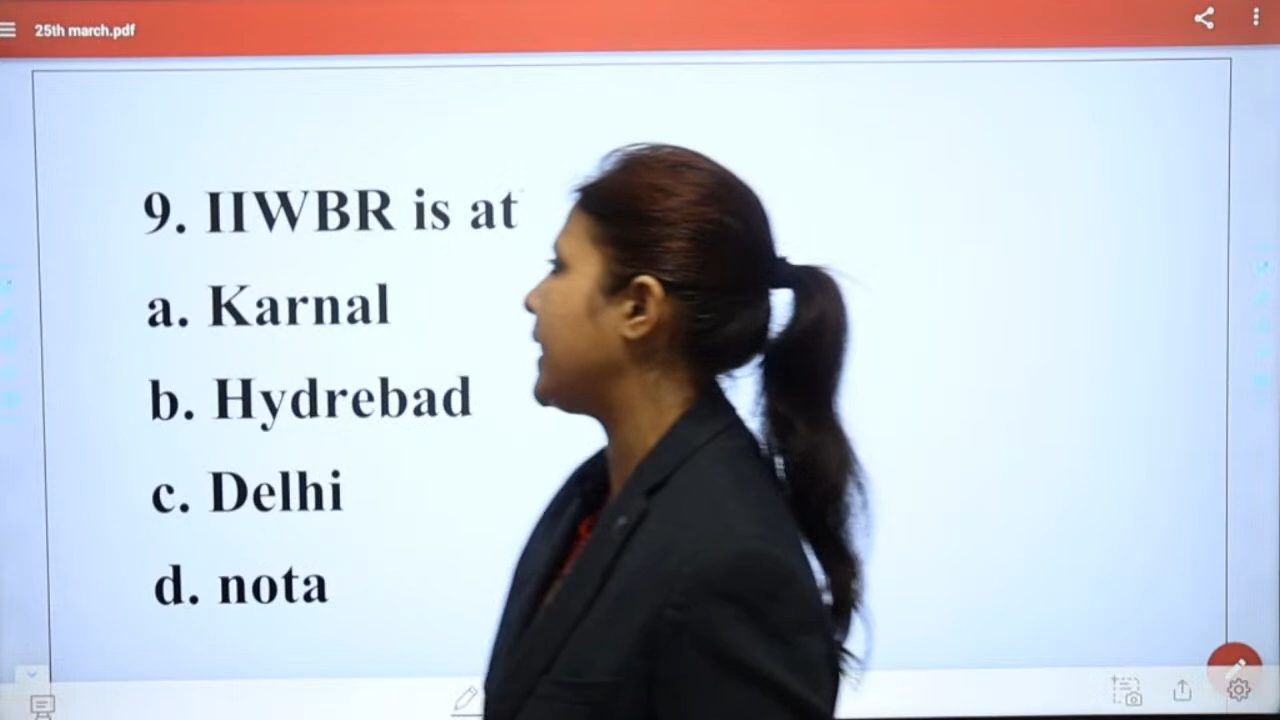 25th march.pdf
9. IIWBR is at
a. Karnal
b. Hydrebad
c. Delhi
d. nota